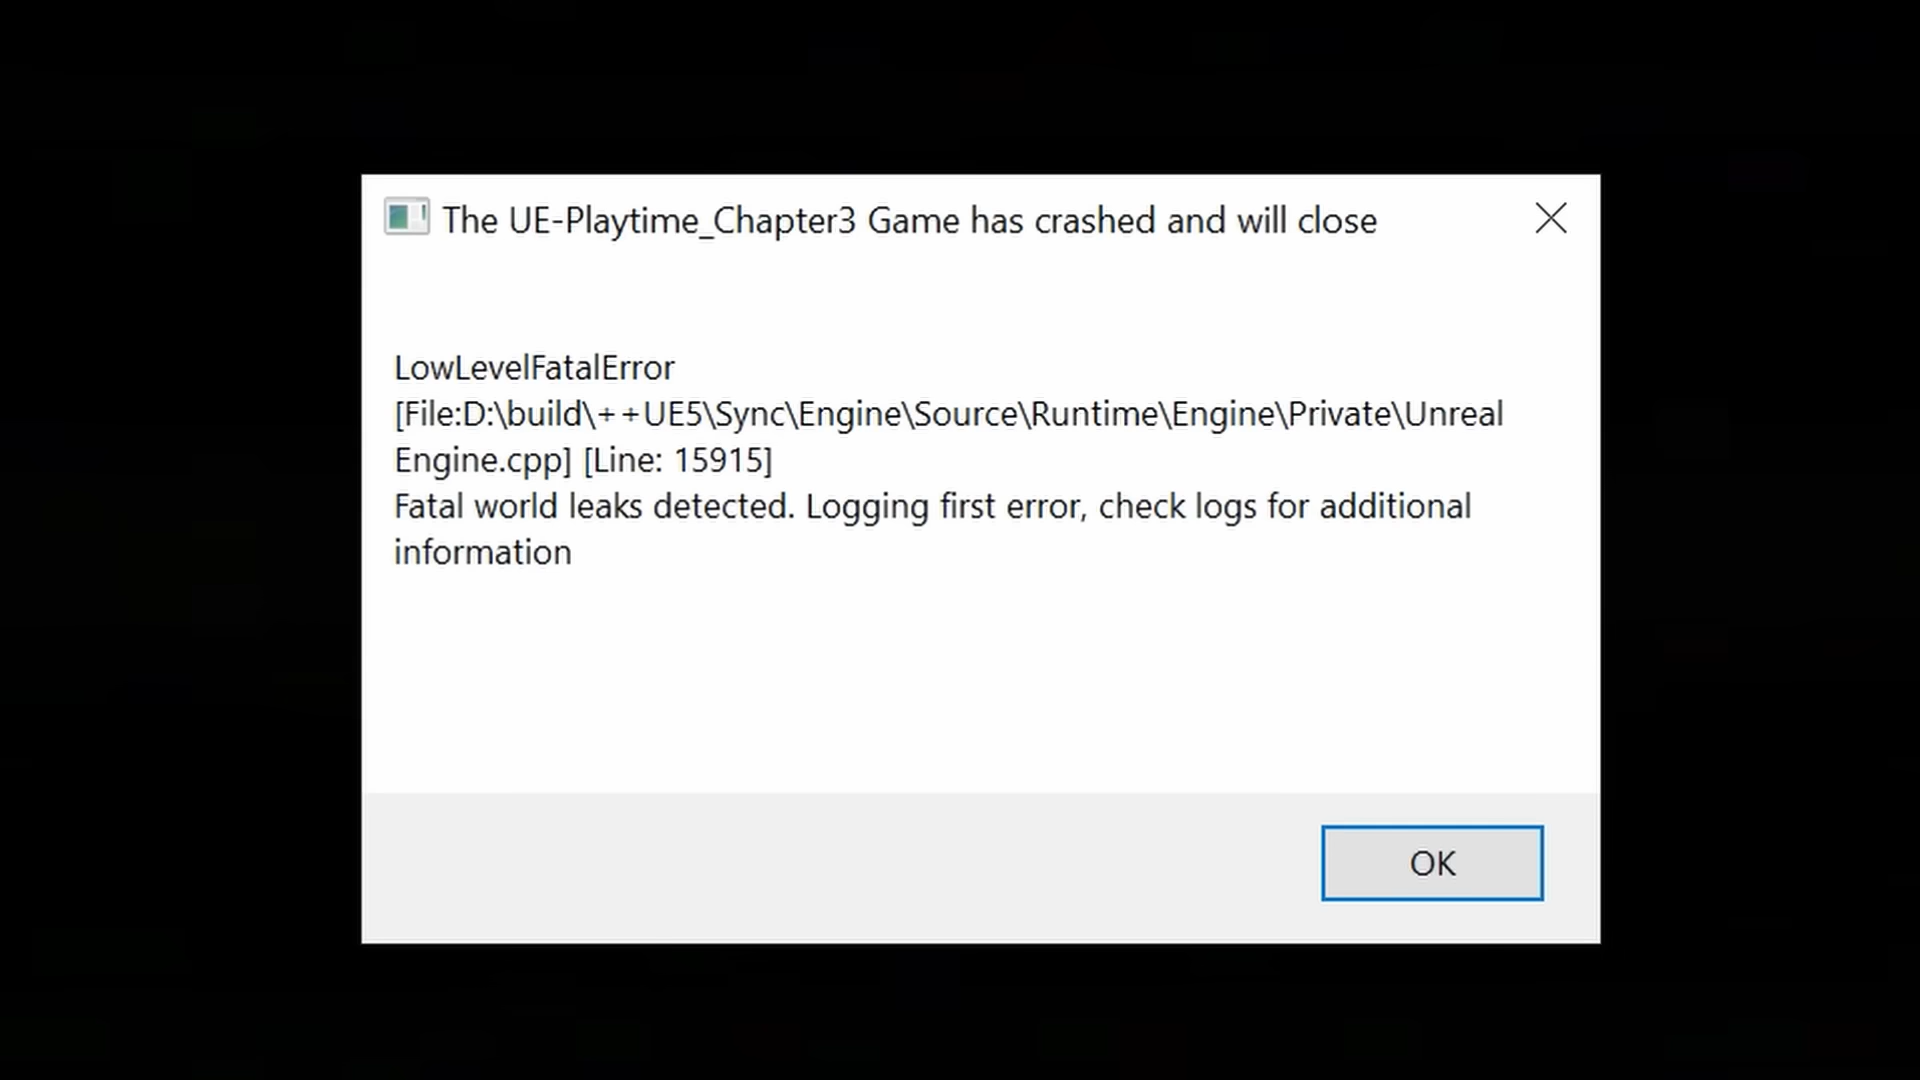 The UE-Playtime_Chapter3 Game has crashed and will close
LowLevelFatalError
[File:D:\build\++UE5\Sync\Engine\Source\Runtime\Engine\Private\Unreal
Engine.cpp] [Line: 15915]
Fatal world leaks detected. Logging first error, check logs for additional
information
OK